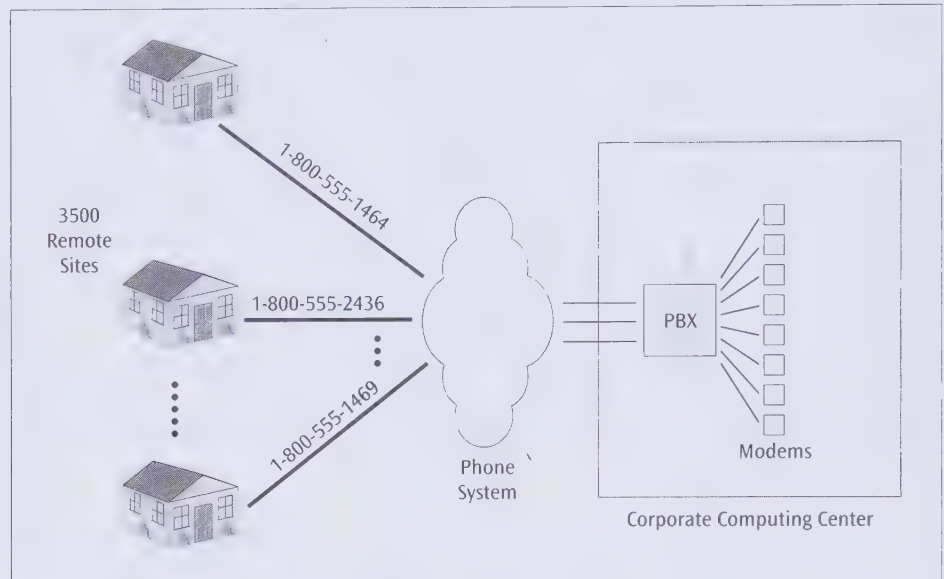 1-800-555-1464
3500
Remote
Sites
1-800-555-2436
PBX
1-800-555-1469
Modems
Phone
System
Corporate Computing Center